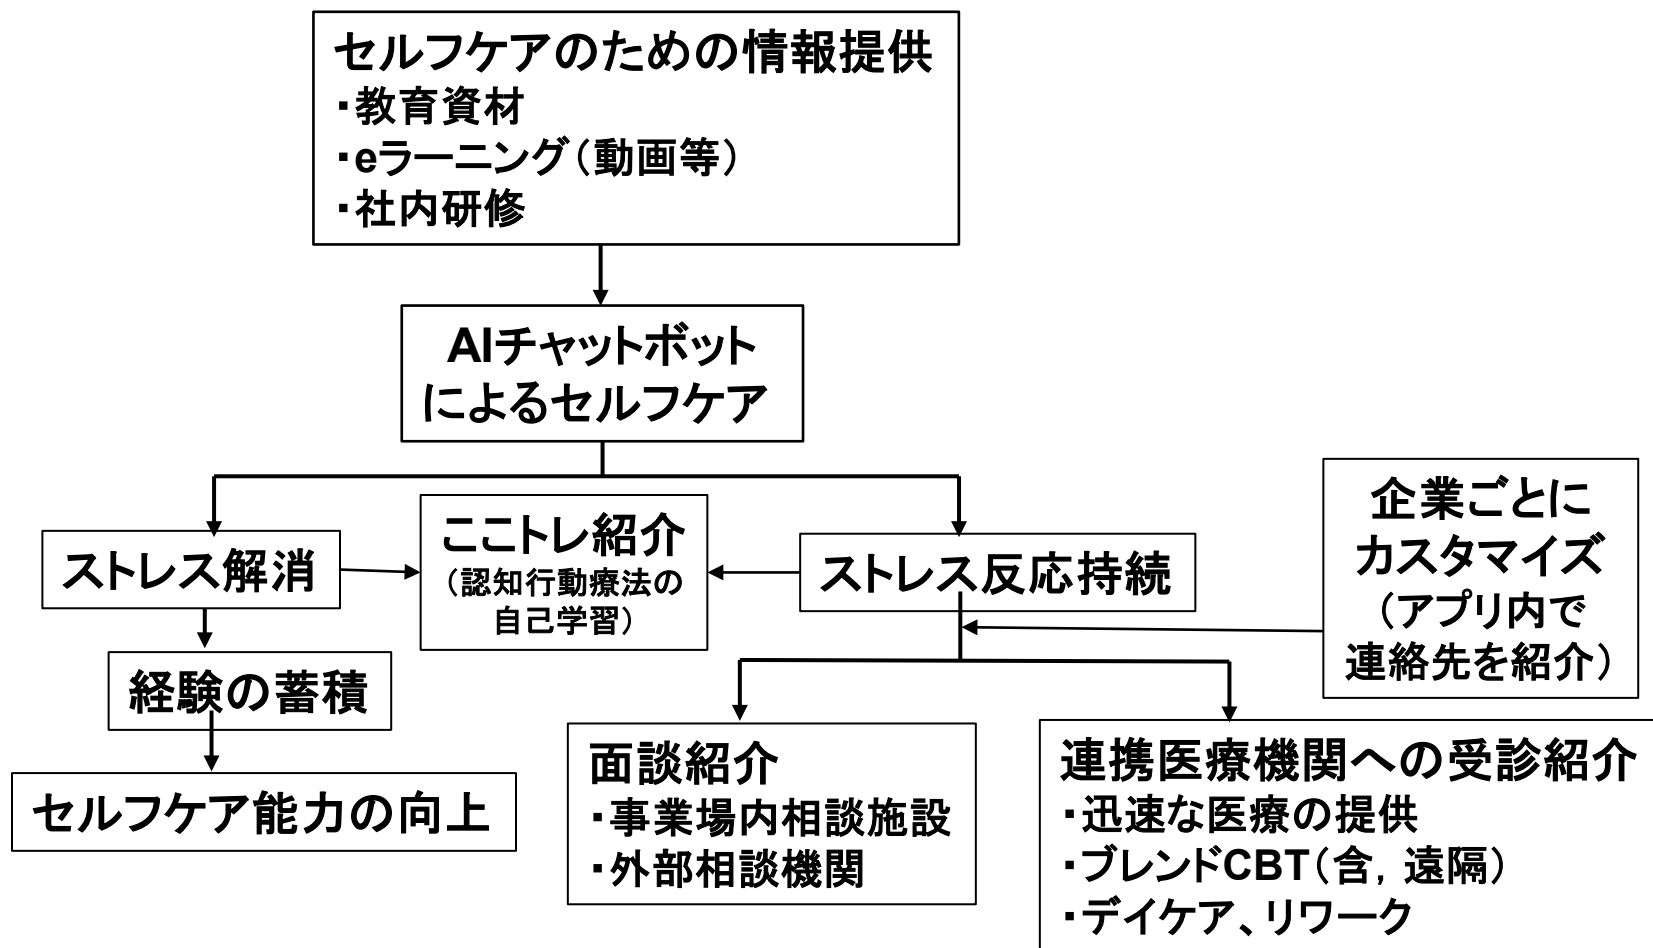 セルフケアのための情報提供
・教育資材
・eラーニング（動画等）
・社内研修
AIチャットボット
によるセルフケア
ストレス解消
ここトレ紹介
（認知行動療法の
自己学習）
ストレス反応持続
企業ごとに
カスタマイズ
（アプリ内で
連絡先を紹介）
経験の蓄積
セルフケア能力の向上
面談紹介
・事業場内相談施設
・外部相談機関
連携医療機関への受診紹介
・迅速な医療の提供
・ブレンドCBT（含，遠隔）
・デイケア、リワーク